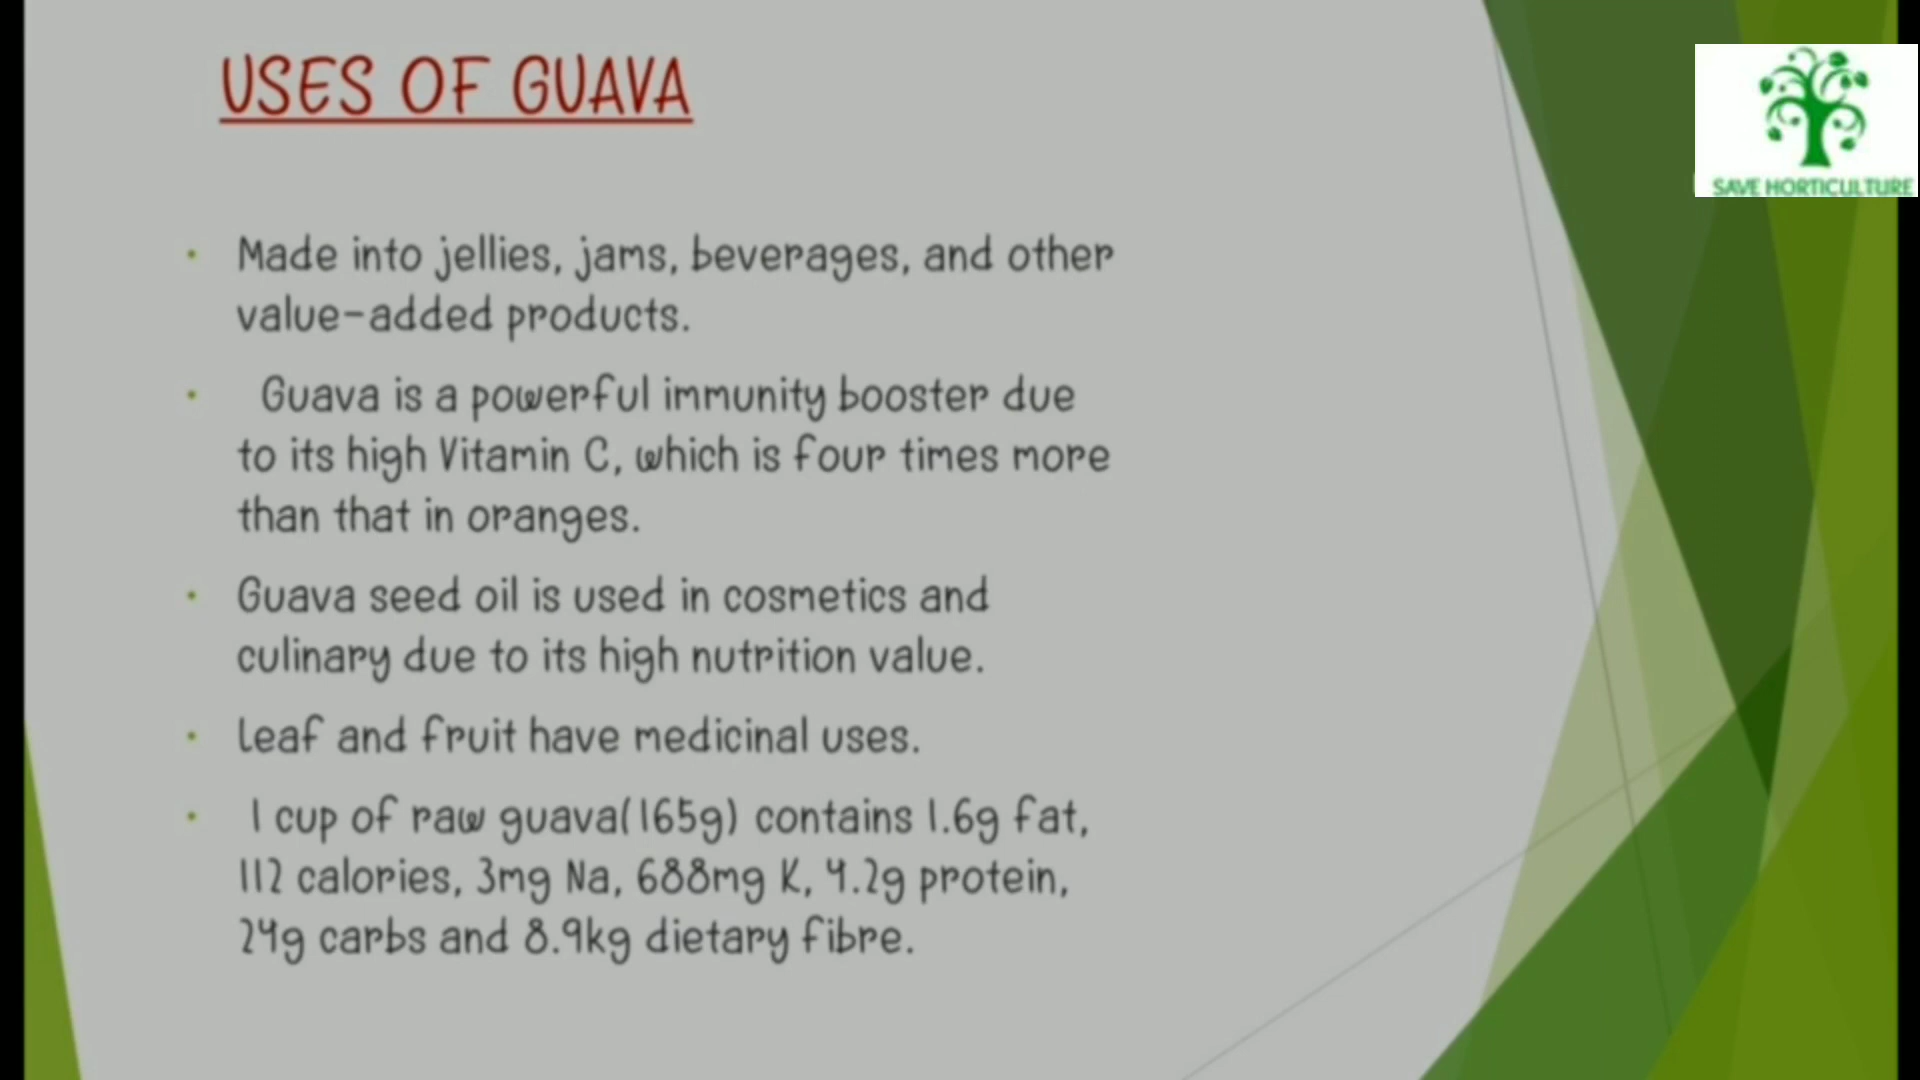 USES OF GUAVA
SAVE HORTICULTURE
• Made into jellies, jams, beverages, and other
value-added products.
• Guava is a powerful immunity booster due
to its high Vitamin C, which is four times more
than that in oranges.
• Guava seed oil is used in cosmetics and
culinary due to its high nutrition value.
• Leaf and fruit have medicinal uses.
• 1 cup of raw guava(165g) contains 1.6g fat,
112 calories, 3mg Na, 688mg K, 4.2g protein,
24g carbs and 8.9kg dietary fibre.